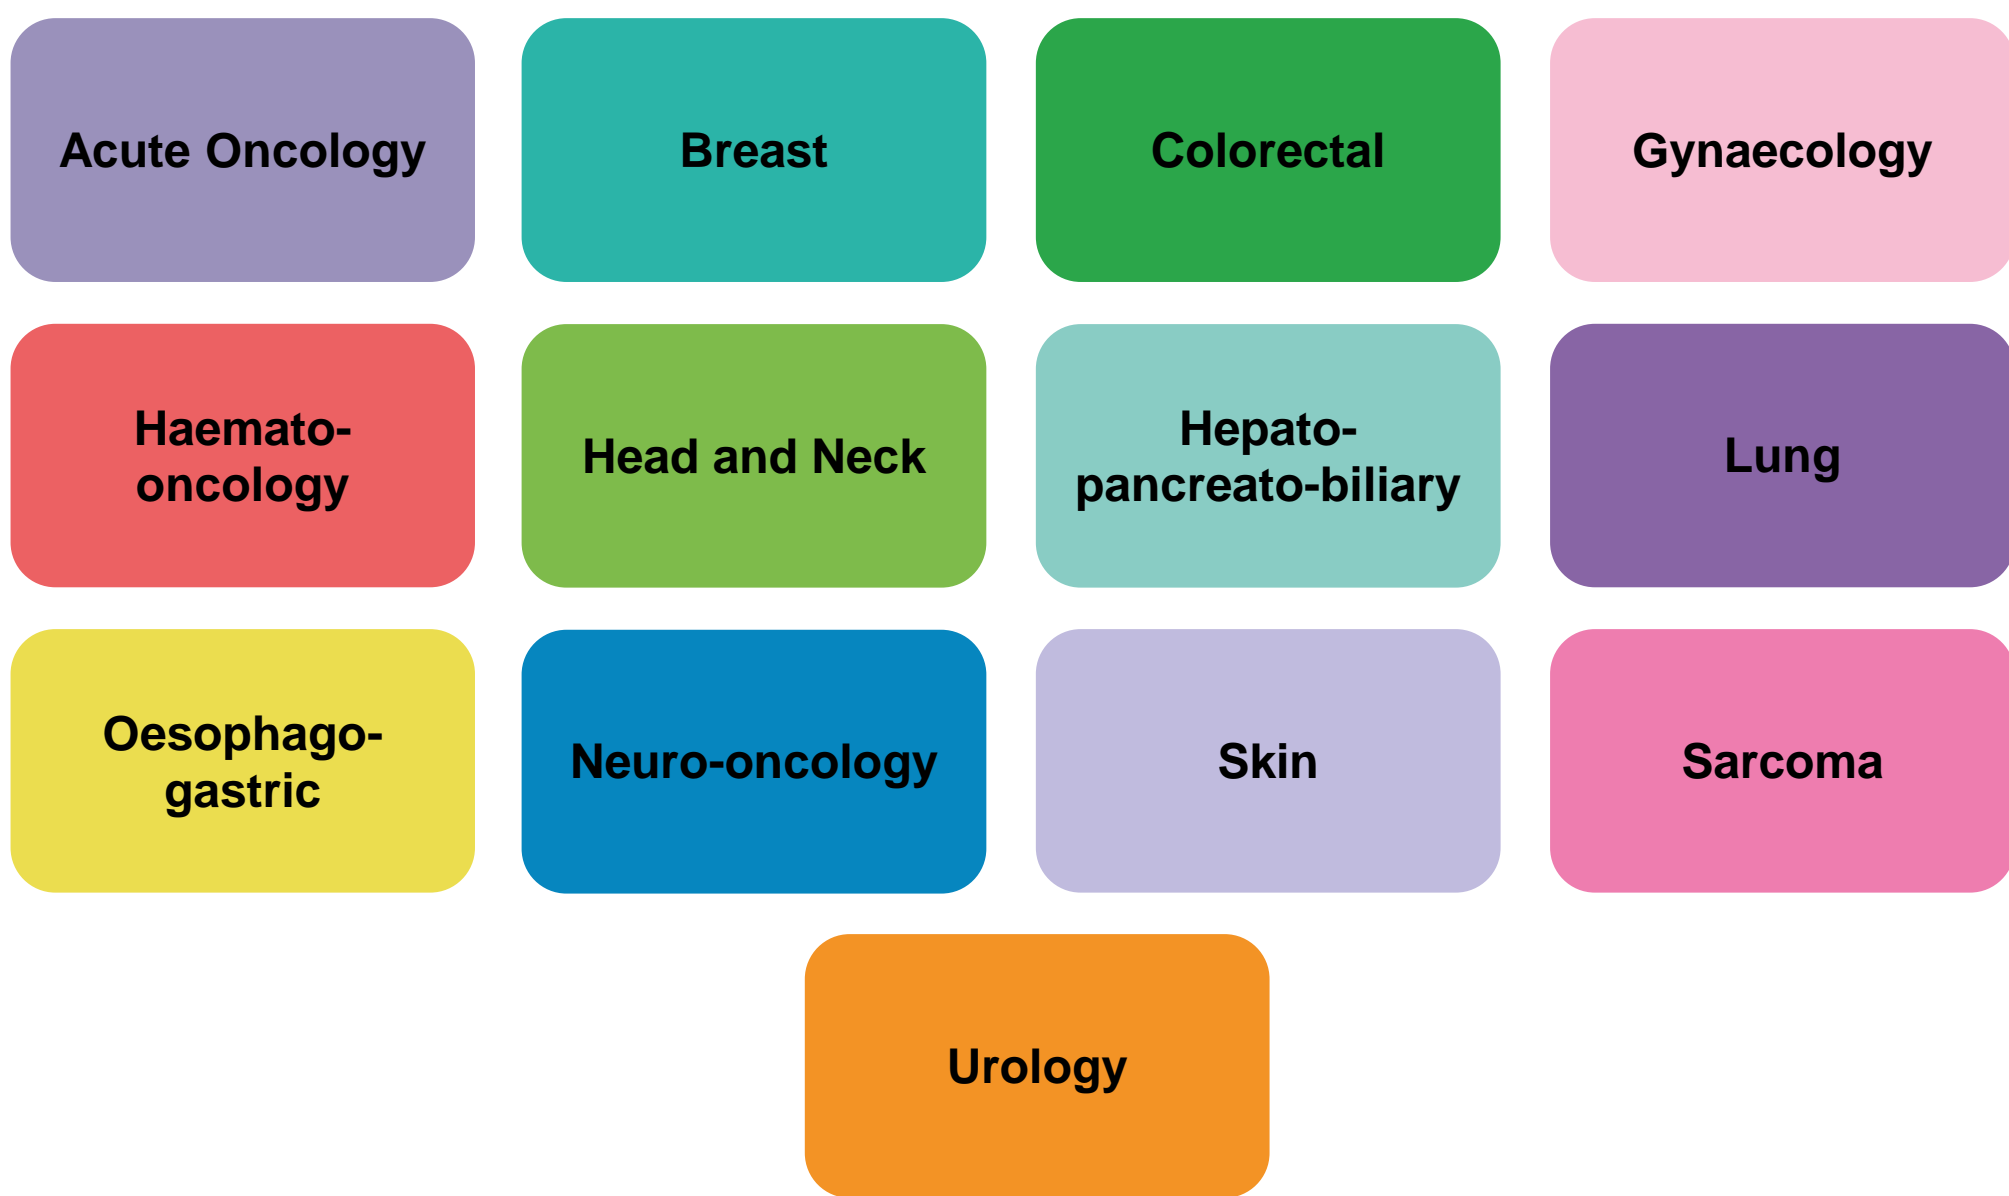 Acute Oncology
Breast
Colorectal
Gynaecology
Haemato-
oncology
Head and Neck
Hepato-
pancreato-biliary
Lung
Oesophago-
gastric
Neuro-oncology
Skin
Sarcoma
Urology